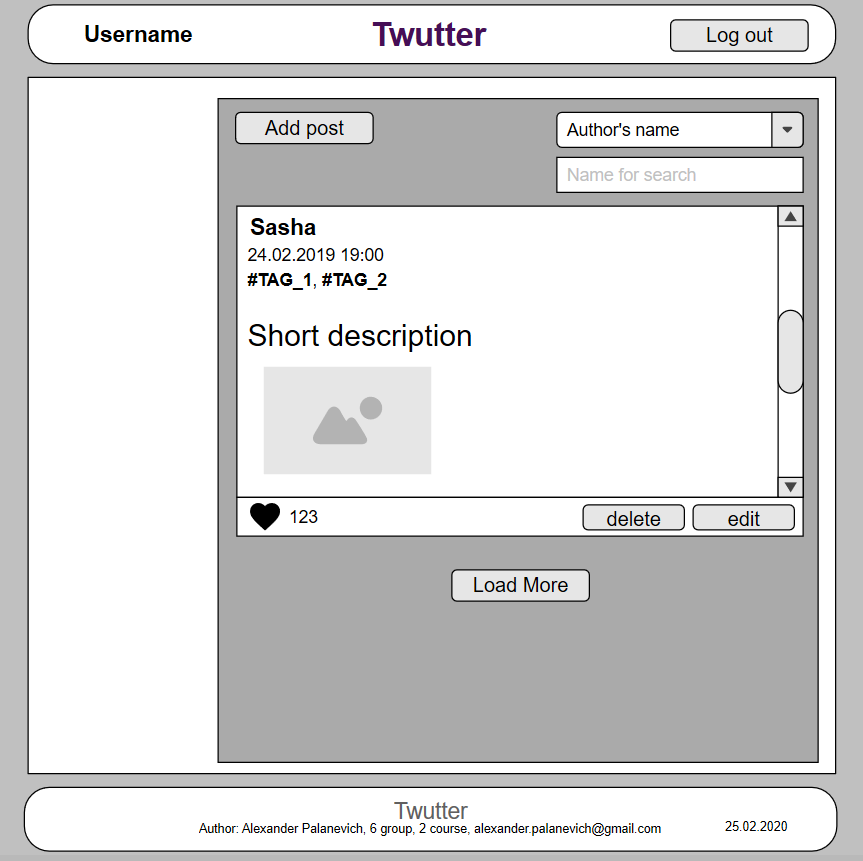 Username
Twutter
Log out
Add post
Author's name
Name for search
Sasha
24.02.2019 19:00
#TAG_1, #TAG_2
Short description
123
delete
edit
Load More
Twutter
Author: Alexander Palanevich, 6 group, 2 course, alexander.palanevich@gmail.com
25.02.2020